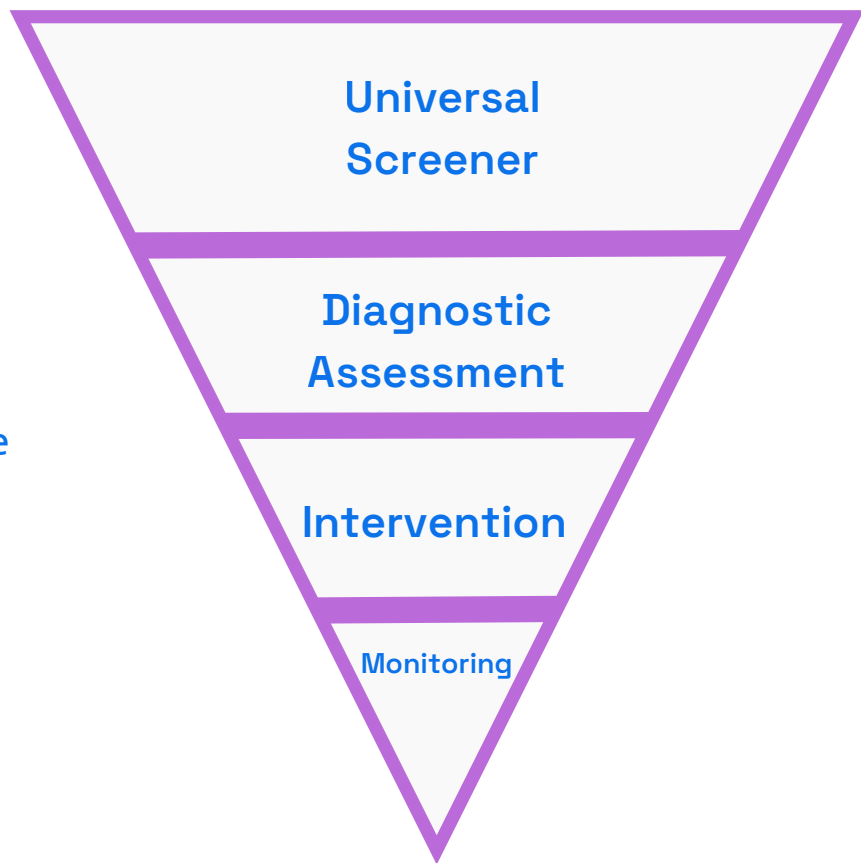 Universal
Screener
Diagnostic
Assessment
e
Intervention
Monitoring